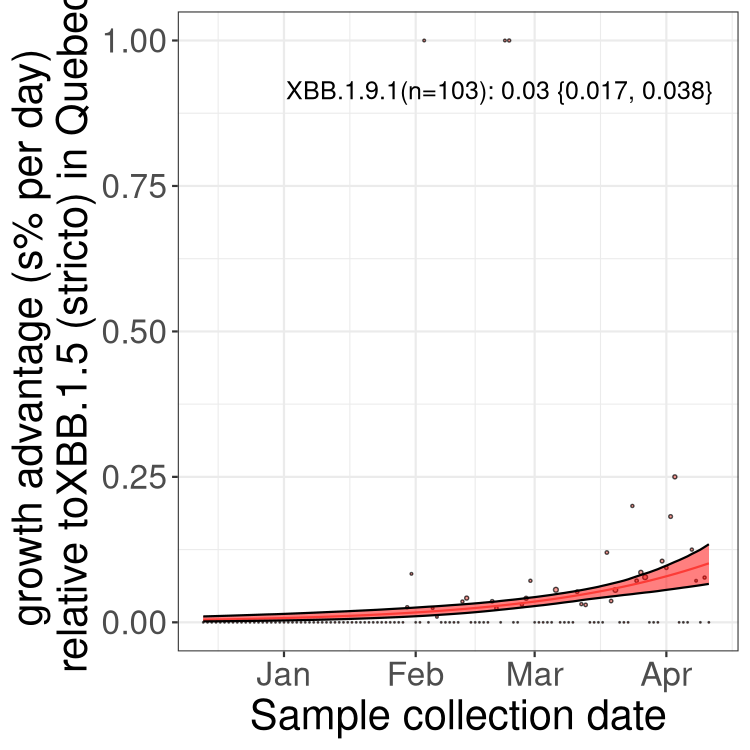 growth advantage (s% per day)
relative toXBB.1.5 (stricto) in Quebec
1.00
0.75
0.50
0.25
0.00
XBB.1.9.1(n=103): 0.03 {0.017, 0.038}
Jan Feb Mar Apr
Sample collection date